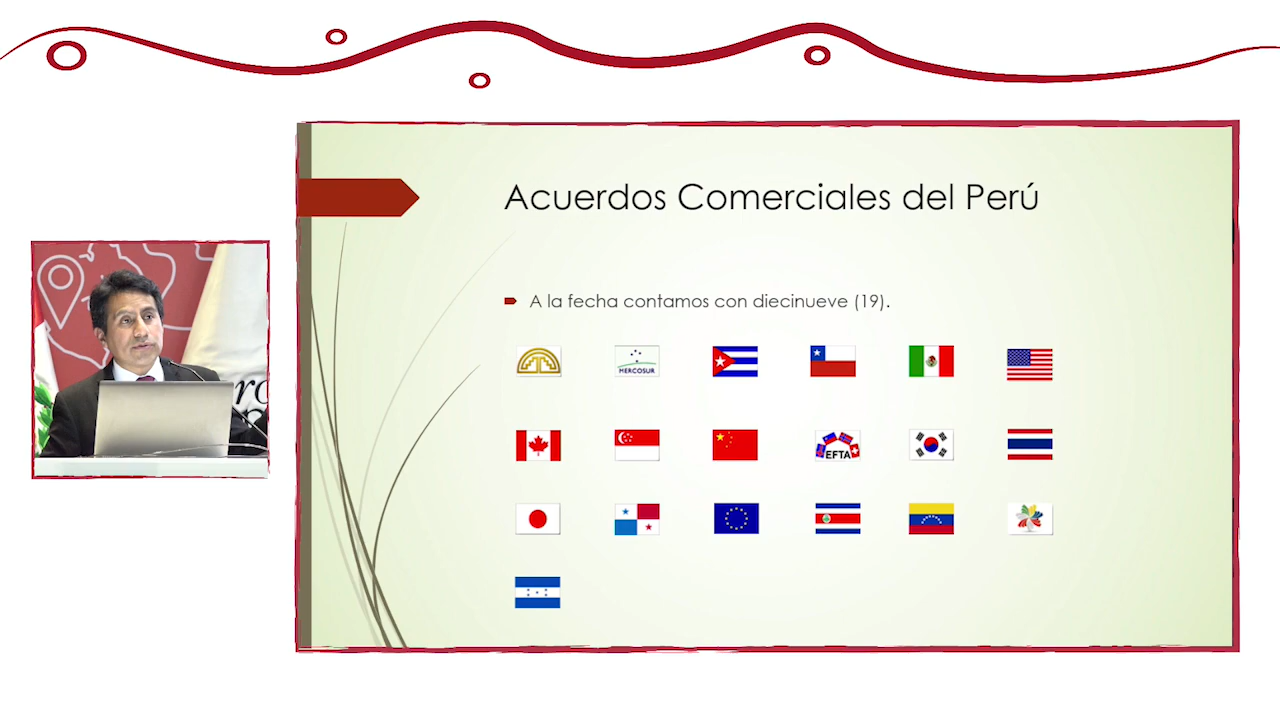 Acuerdos Comerciales del Perú
A la fecha contamos con diecinueve (19).
MERCOSUR
EFTA